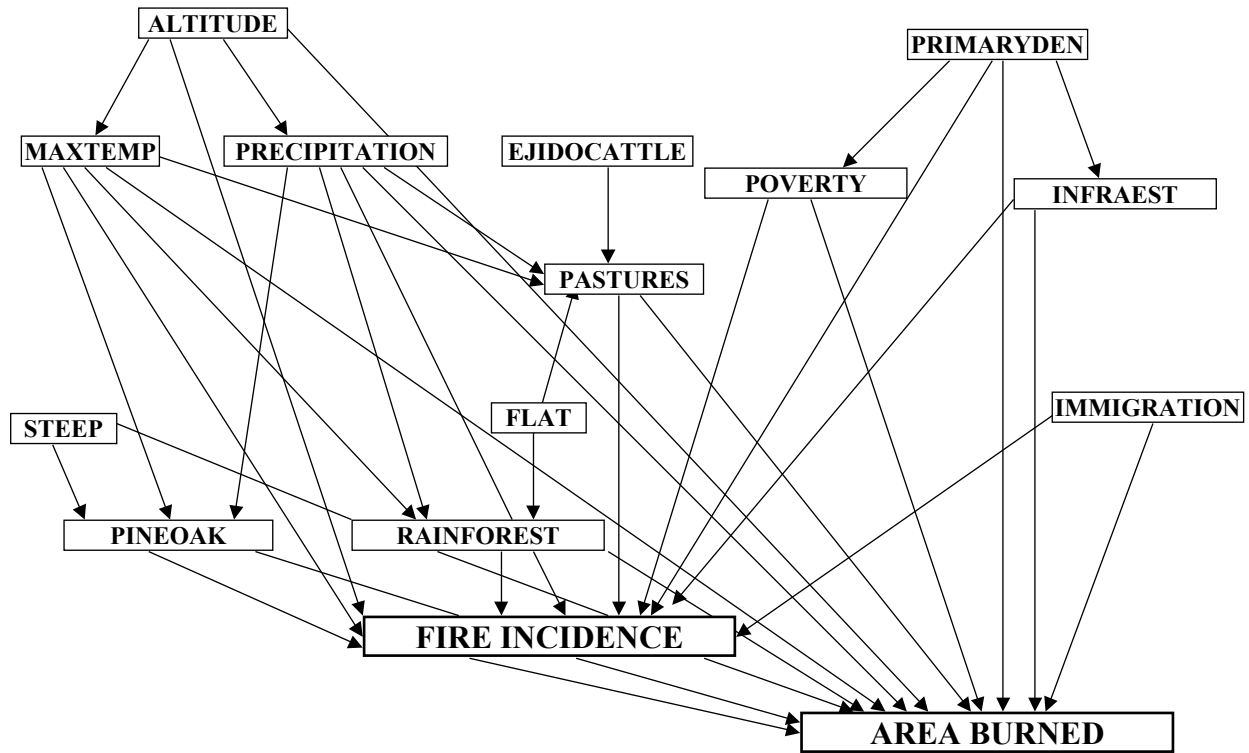 ALTITUDE
PRIMARYDEN
MAXTEMP
PRECIPITATION
EJIDOCATTLE
POVERTY
INFRAEST
PASTURES
STEEP
FLAT
IMMIGRATION
PINEOAK
RAINFOREST
FIRE INCIDENCE
AREA BURNED